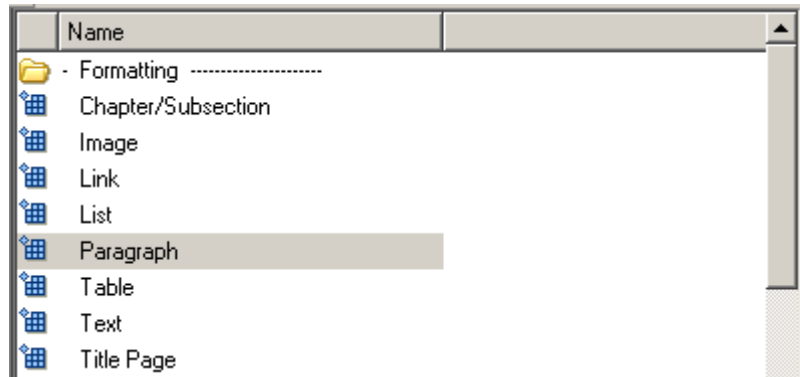 Name
- Formatting ----------------------
Chapter/Subsection
Image
Link
List
Paragraph
Table
Text
Title Page